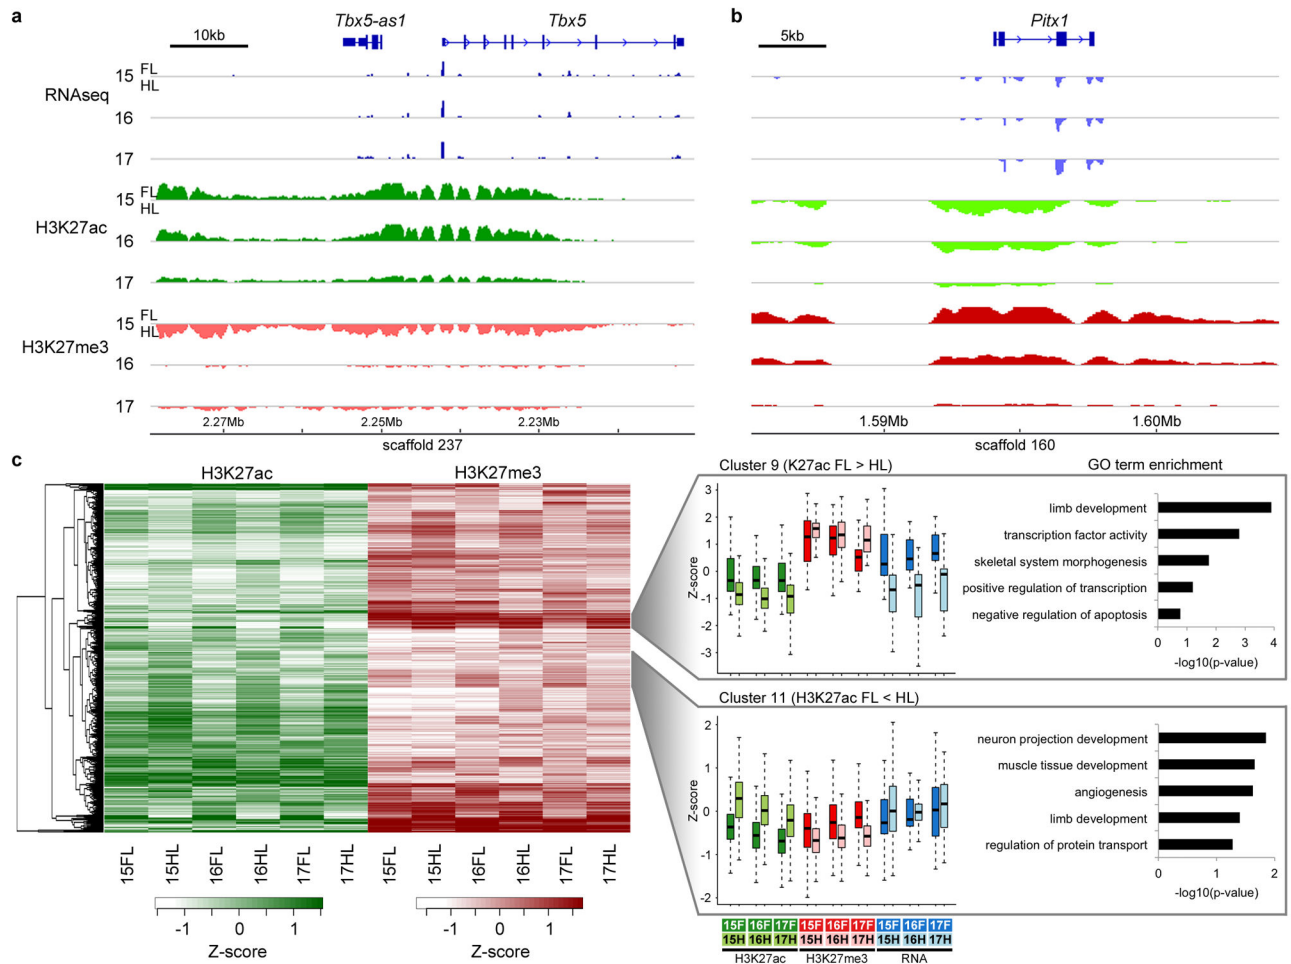 a
10kb
Tbx5-as1
Tbx5
RNAseq
15 FL
HL
16
17
H3K27ac
15 FL
HL
16
17
H3K27me3
15 FL
HL
16
17
2.27Mb
2.25Mb
2.23Mb
scaffold 237
b
5kb
Pitx1
1.59Mb
1.60Mb
scaffold 160
c
H3K27ac
H3K27me3
15FL
15HL
16FL
16HL
17FL
17HL
15FL
15HL
16FL
16HL
17FL
17HL
-1
0
1
Z-score
-1
0
1
Z-score
Cluster 9 (K27ac FL > HL)
Z-score
3
2
1
0
-1
-2
-3
GO term enrichment
limb development
transcription factor activity
skeletal system morphogenesis
positive regulation of transcription
negative regulation of apoptosis
0
1
2
3
4
-log10(p-value)
Cluster 11 (H3K27ac FL < HL)
Z-score
2
1
0
-1
-2
neuron projection development
muscle tissue development
angiogenesis
limb development
regulation of protein transport
0
1
2
-log10(p-value)
15F 16F 17F 15F 16F 17F 15F 16F 17F
15H 16H 17H 15H 16H 17H 15H 16H 17H
H3K27ac
H3K27me3
RNA